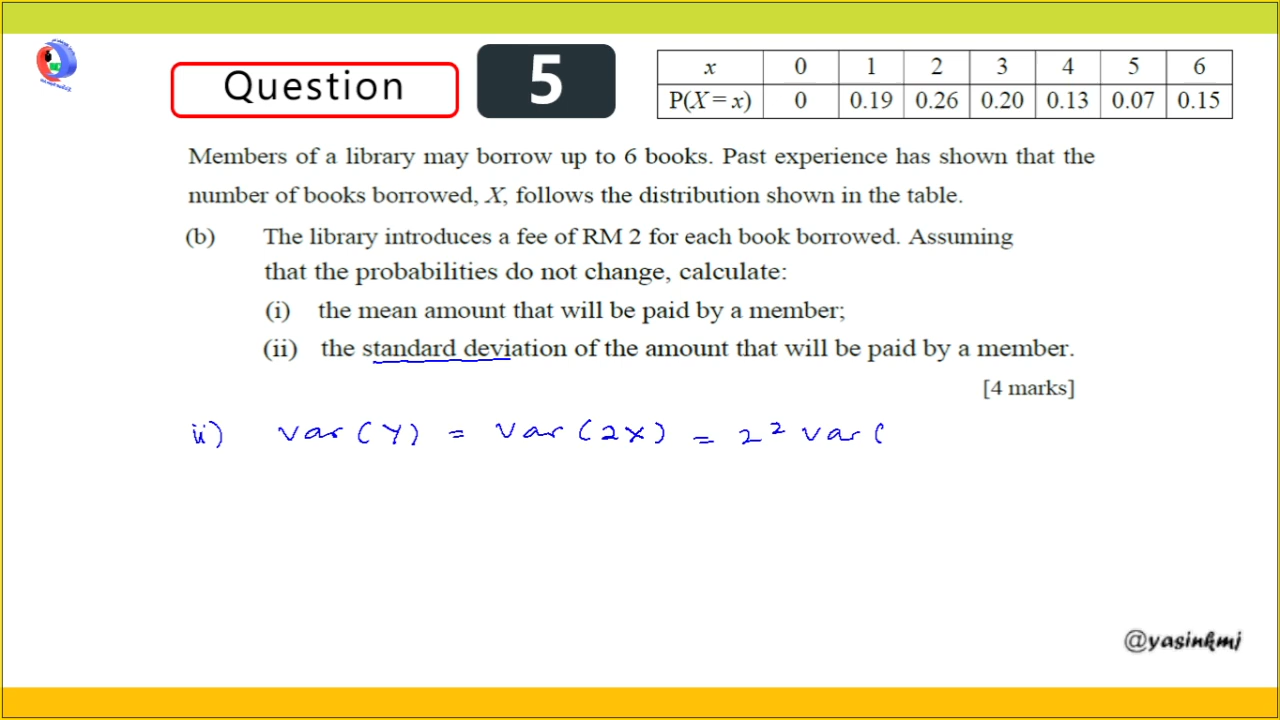 Question 5
x 0 1 2 3 4 5 6
P(X = x) 0 0.19 0.26 0.20 0.13 0.07 0.15
Members of a library may borrow up to 6 books. Past experience has shown that the
number of books borrowed, X, follows the distribution shown in the table.
(b) The library introduces a fee of RM 2 for each book borrowed. Assuming
that the probabilities do not change, calculate:
(i) the mean amount that will be paid by a member;
(ii) the standard deviation of the amount that will be paid by a member.
[4 marks]
ii) Var(Y) = Var(2X) = 2² Var(
@yasinkmj